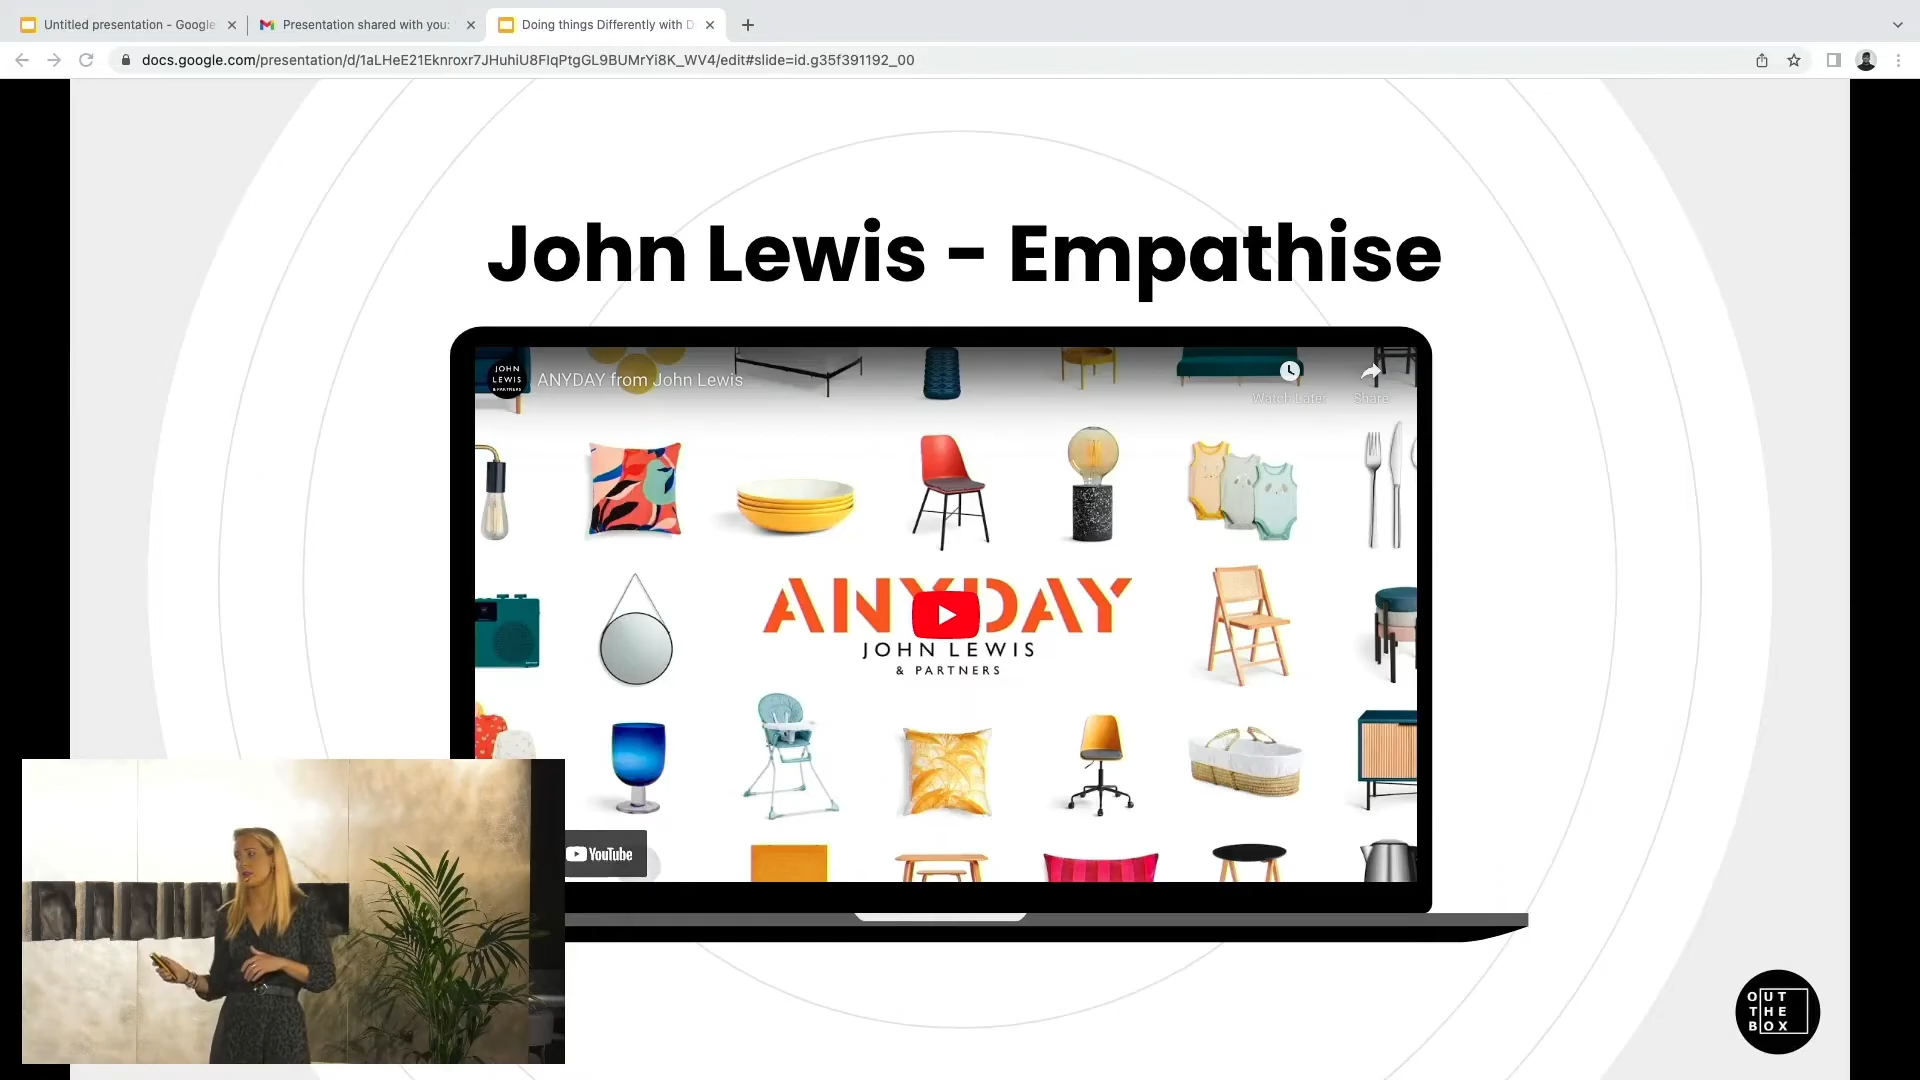 Untitled presentation - Google
Presentation shared with you:
Doing things Differently with D
docs.google.com/presentation/d/1aLHeE21Eknroxr7JHuhiU8FIqPtgGL9BUMrYi8K_WV4/edit#slide=id.g35f391192_00
John Lewis - Empathise
JOHN
LEWIS
& PARTNERS
ANYDAY from John Lewis
Watch Later
Share
ANYDAY
JOHN LEWIS
& PARTNERS
YouTube
OUT
THE
BOX